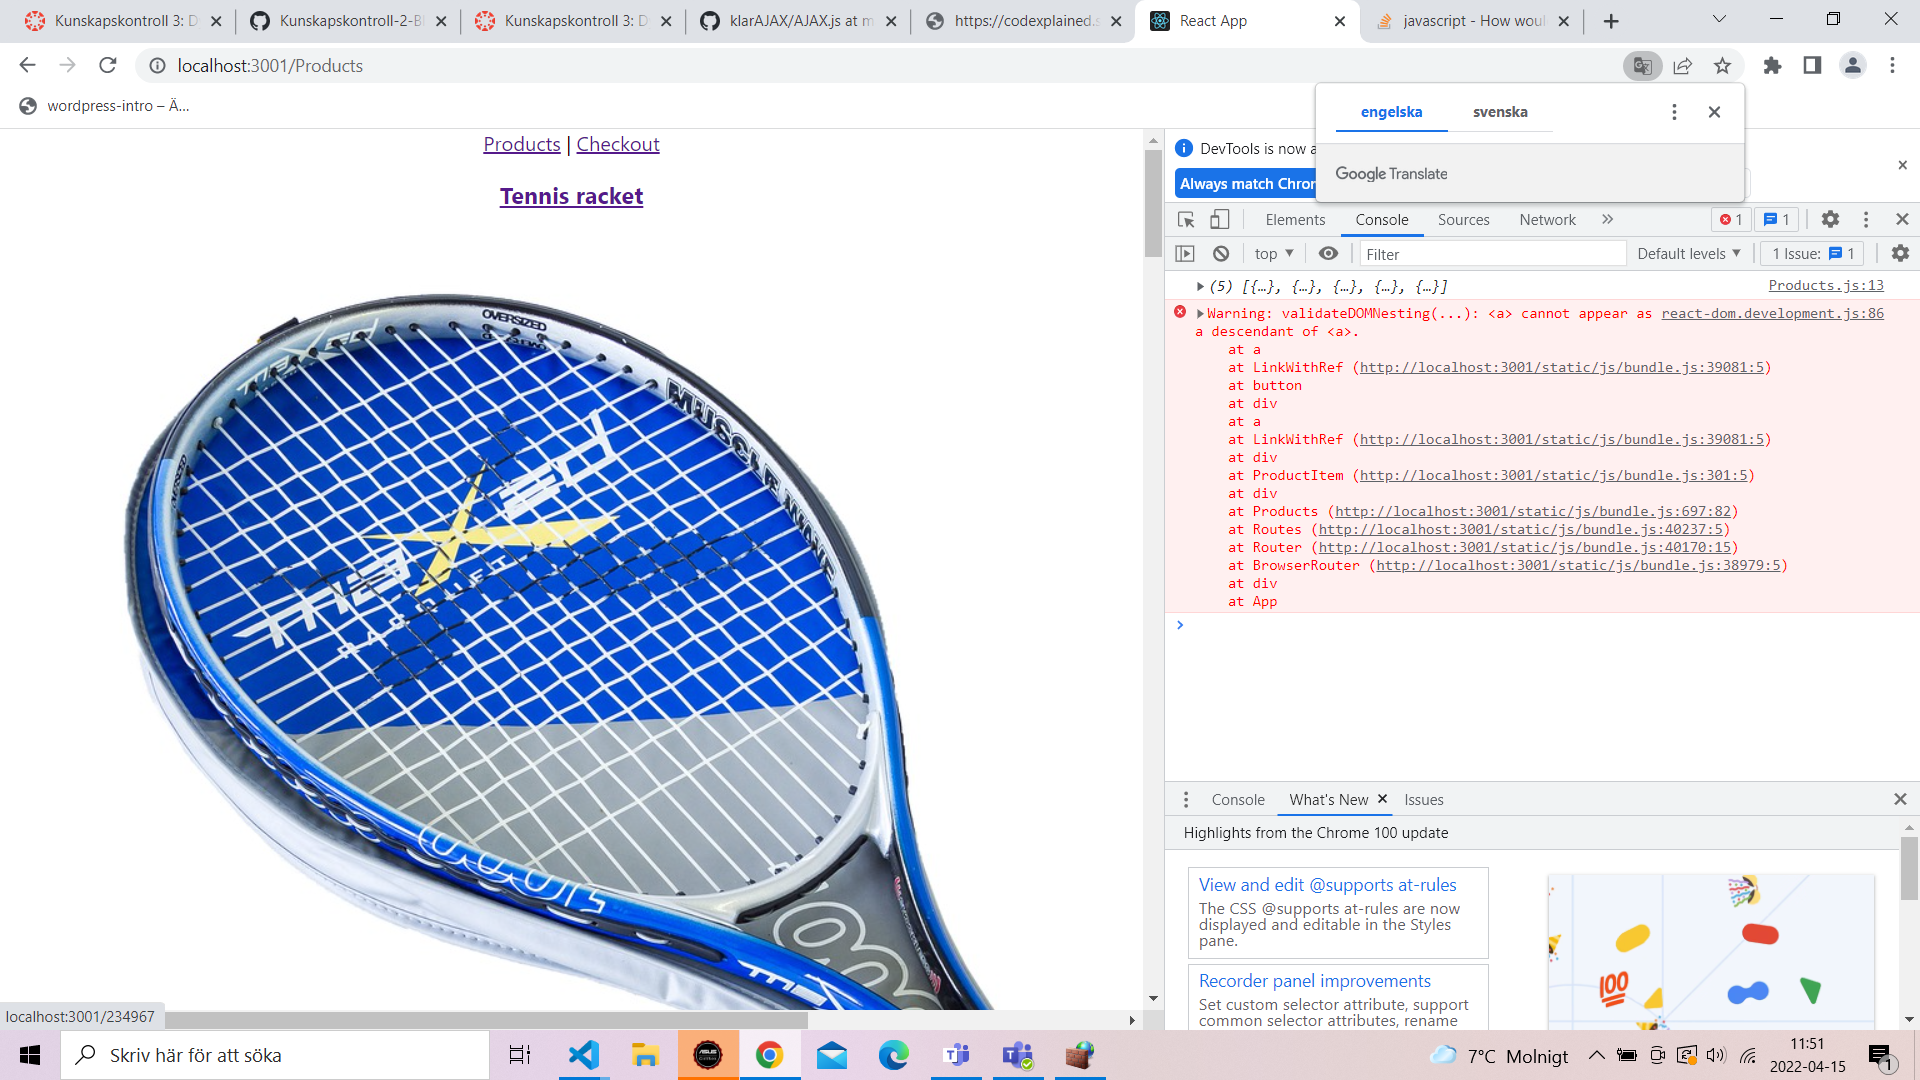 Kunskapskontroll 3: D
Kunskapskontroll-2-Bl
Kunskapskontroll 3: D
klarAJAX/AJAX.js at m
https://codexplained.s
React App
javascript - How woul
localhost:3001/Products
wordpress-intro – Ä...
engelska
svenska
Google Translate
Products | Checkout
Tennis racket
OVERSIZED
MUSCLE WAVE
DevTools is now a
Always match Chron
Elements
Console
Sources
Network
1
1
top
Filter
Default levels
1 Issue:
1
(5) [{…}, {…}, {…}, {…}, {…}]
Products.js:13
Warning: validateDOMNesting(...): <a> cannot appear as
react-dom.development.js:86
a descendant of <a>.
at a
at LinkWithRef (http://localhost:3001/static/js/bundle.js:39081:5)
at button
at div
at a
at LinkWithRef (http://localhost:3001/static/js/bundle.js:39081:5)
at div
at ProductItem (http://localhost:3001/static/js/bundle.js:301:5)
at div
at Products (http://localhost:3001/static/js/bundle.js:697:82)
at Routes (http://localhost:3001/static/js/bundle.js:40237:5)
at Router (http://localhost:3001/static/js/bundle.js:40170:15)
at BrowserRouter (http://localhost:3001/static/js/bundle.js:38979:5)
at div
at App
Console
What's New
Issues
Highlights from the Chrome 100 update
View and edit @supports at-rules
The CSS @supports at-rules are now
displayed and editable in the Styles
pane.
Recorder panel improvements
Set custom selector attribute, support
common selector attributes, rename
100
localhost:3001/234967
Skriv här för att söka
7°C Molnigt
11:51
2022-04-15
1